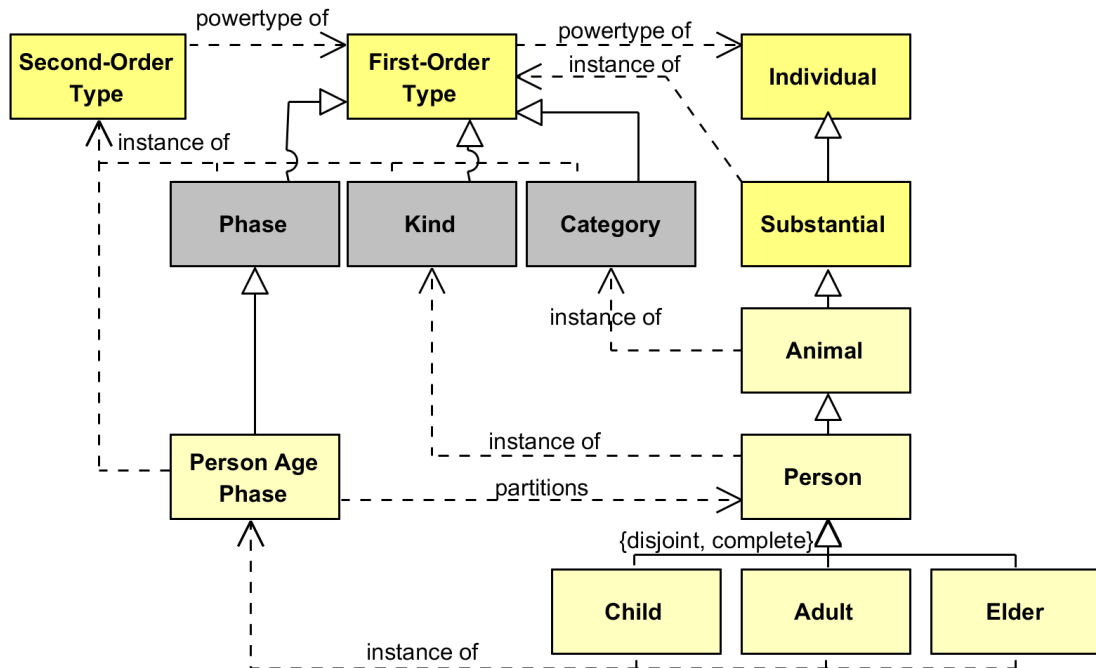 powertype of
Second-Order
Type
First-Order
Type
powertype of
instance of
Individual
instance of
Phase
Kind
Category
Substantial
instance of
Animal
instance of
Person Age
Phase
partitions
Person
{disjoint, complete}
Child
Adult
Elder
instance of